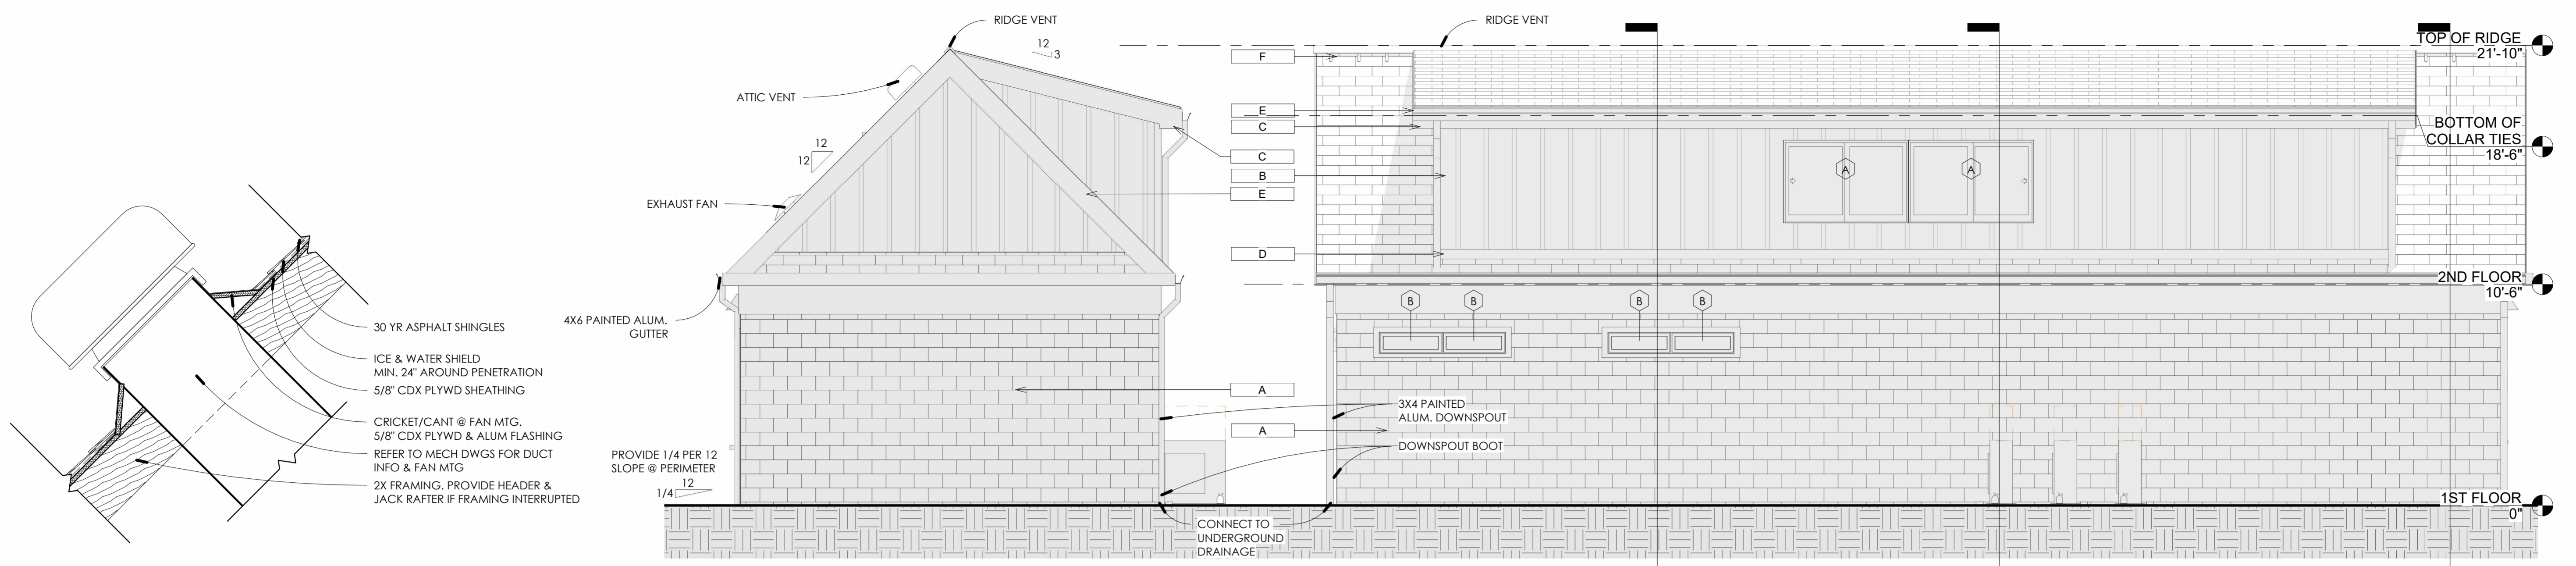 RIDGE VENT
12
3
ATTIC VENT
12
12
EXHAUST FAN
4X6 PAINTED ALUM.
GUTTER
30 YR ASPHALT SHINGLES
ICE & WATER SHIELD
MIN. 24" AROUND PENETRATION
5/8" CDX PLYWD SHEATHING
CRICKET/CANT @ FAN MTG.
5/8" CDX PLYWD & ALUM FLASHING
REFER TO MECH DWGS FOR DUCT
INFO & FAN MTG
2X FRAMING. PROVIDE HEADER &
JACK RAFTER IF FRAMING INTERRUPTED
PROVIDE 1/4 PER 12
SLOPE @ PERIMETER
12
1/4
F
E
C
C
B
E
D
A
A
RIDGE VENT
A
A
B
B
B
B
3X4 PAINTED
ALUM. DOWNSPOUT
DOWNSPOUT BOOT
CONNECT TO
UNDERGROUND
DRAINAGE
TOP OF RIDGE
21'-10"
BOTTOM OF
COLLAR TIES
18'-6"
2ND FLOOR
10'-6"
1ST FLOOR
0"